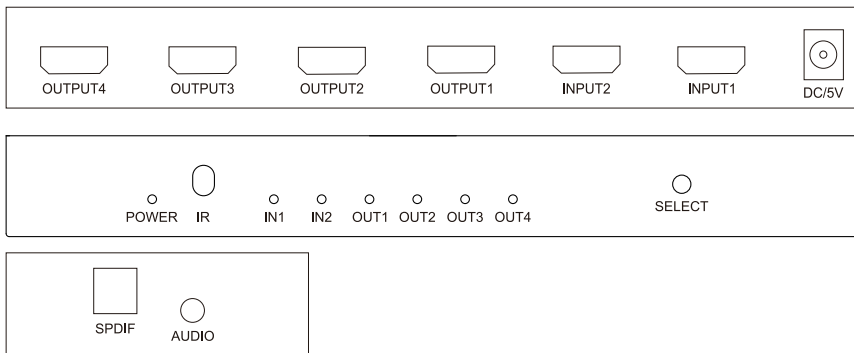 OUTPUT4 OUTPUT3 OUTPUT2 OUTPUT1 INPUT2 INPUT1 DC/5V
POWER IR IN1 IN2 OUT1 OUT2 OUT3 OUT4 SELECT
SPDIF AUDIO